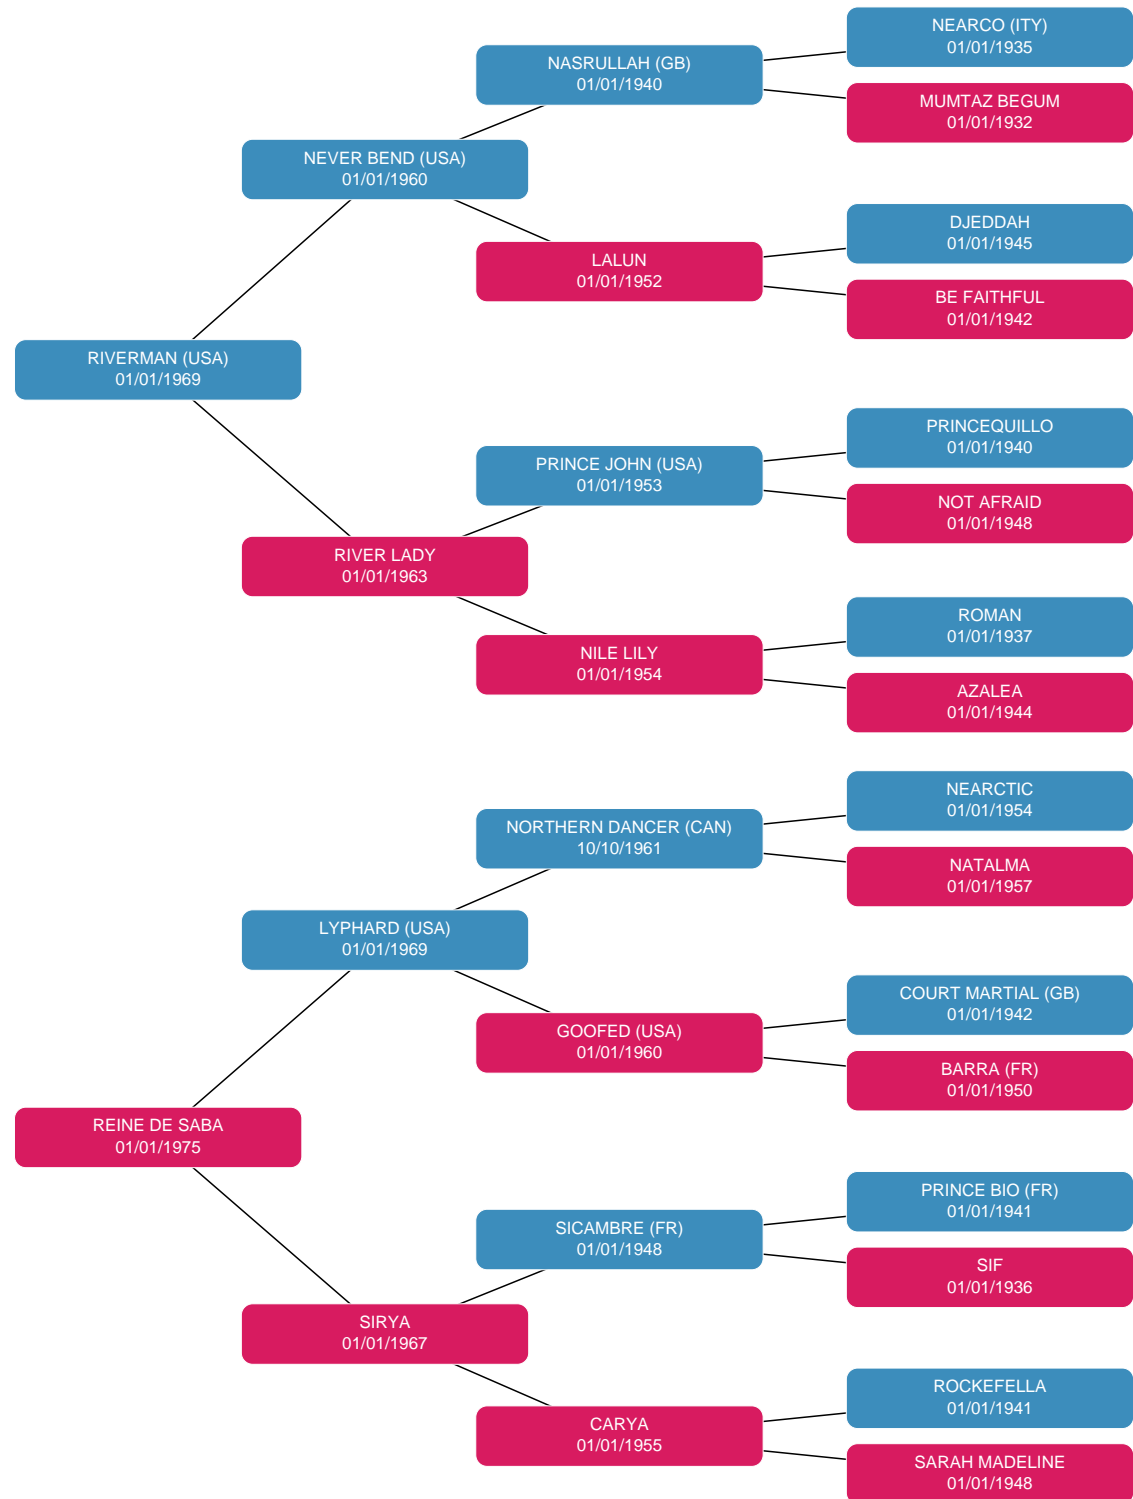 NEARCO (ITY)
01/01/1935
NASRULLAH (GB)
01/01/1940
MUMTAZ BEGUM
01/01/1932
NEVER BEND (USA)
01/01/1960
DJEDDAH
01/01/1945
LALUN
01/01/1952
BE FAITHFUL
01/01/1942
RIVERMAN (USA)
01/01/1969
PRINCEQUILLO
01/01/1940
PRINCE JOHN (USA)
01/01/1953
NOT AFRAID
01/01/1948
RIVER LADY
01/01/1963
ROMAN
01/01/1937
NILE LILY
01/01/1954
AZALEA
01/01/1944
NEARCTIC
01/01/1954
NORTHERN DANCER (CAN)
10/10/1961
NATALMA
01/01/1957
LYPHARD (USA)
01/01/1969
COURT MARTIAL (GB)
01/01/1942
GOOFED (USA)
01/01/1960
BARRA (FR)
01/01/1950
REINE DE SABA
01/01/1975
PRINCE BIO (FR)
01/01/1941
SICAMBRE (FR)
01/01/1948
SIF
01/01/1936
SIRYA
01/01/1967
ROCKEFELLA
01/01/1941
CARYA
01/01/1955
SARAH MADELINE
01/01/1948